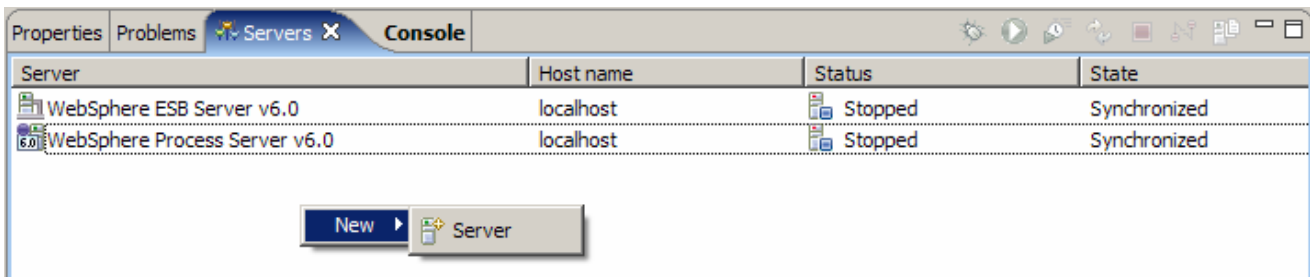 Properties Problems Servers Console
Server Host name Status State
WebSphere ESB Server v6.0 localhost Stopped Synchronized
6.0 WebSphere Process Server v6.0 localhost Stopped Synchronized
New Server